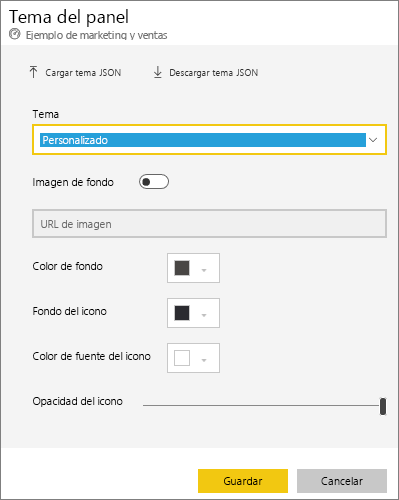 Tema del panel
Ejemplo de marketing y ventas
Cargar tema JSON Descargar tema JSON
Tema
Personalizado
Imagen de fondo
URL de imagen
Color de fondo
Fondo del icono
Color de fuente del icono
Opacidad del icono
Guardar Cancelar